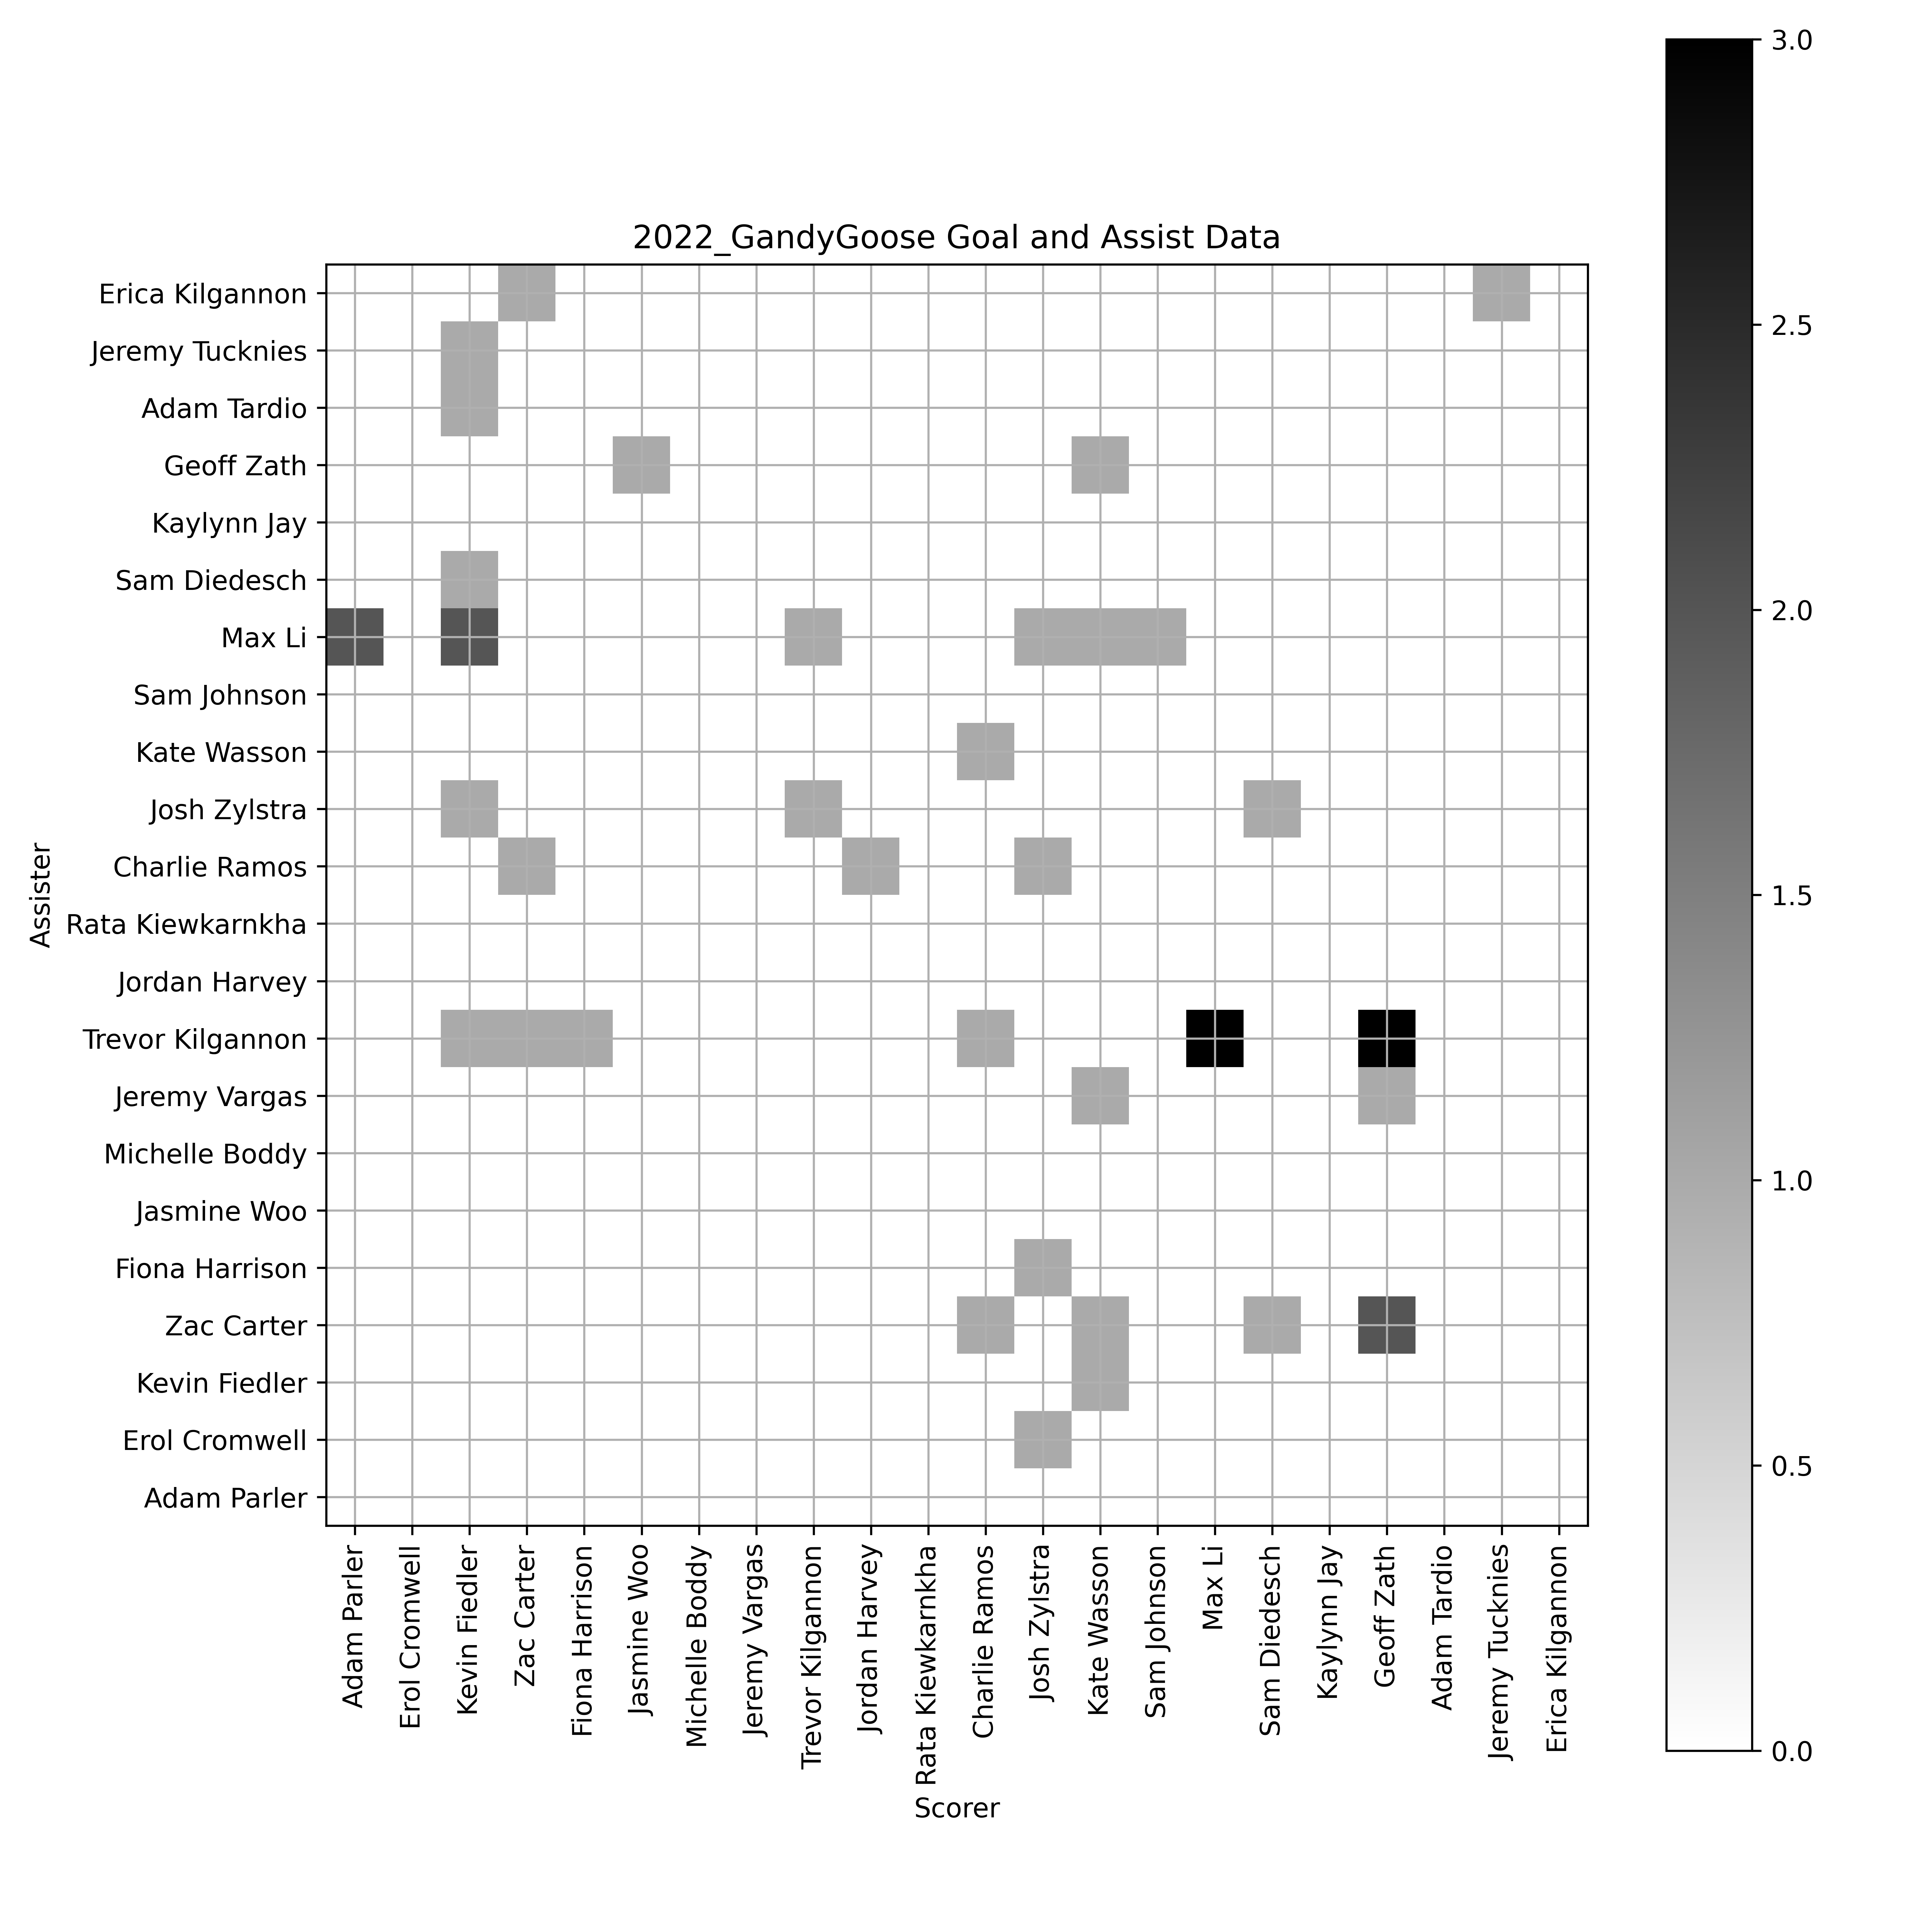 2022_GandyGoose Goal and Assist Data
Assister
Erica Kilgannon
Jeremy Tucknies
Adam Tardio
Geoff Zath
Kaylynn Jay
Sam Diedesch
Max Li
Sam Johnson
Kate Wasson
Josh Zylstra
Charlie Ramos
Rata Kiewkarnkha
Jordan Harvey
Trevor Kilgannon
Jeremy Vargas
Michelle Boddy
Jasmine Woo
Fiona Harrison
Zac Carter
Kevin Fiedler
Erol Cromwell
Adam Parler
Adam Parler
Erol Cromwell
Kevin Fiedler
Zac Carter
Fiona Harrison
Jasmine Woo
Michelle Boddy
Jeremy Vargas
Trevor Kilgannon
Jordan Harvey
Rata Kiewkarnkha
Charlie Ramos
Josh Zylstra
Kate Wasson
Sam Johnson
Max Li
Sam Diedesch
Kaylynn Jay
Geoff Zath
Adam Tardio
Jeremy Tucknies
Erica Kilgannon
Scorer
3.0
2.5
2.0
1.5
1.0
0.5
0.0